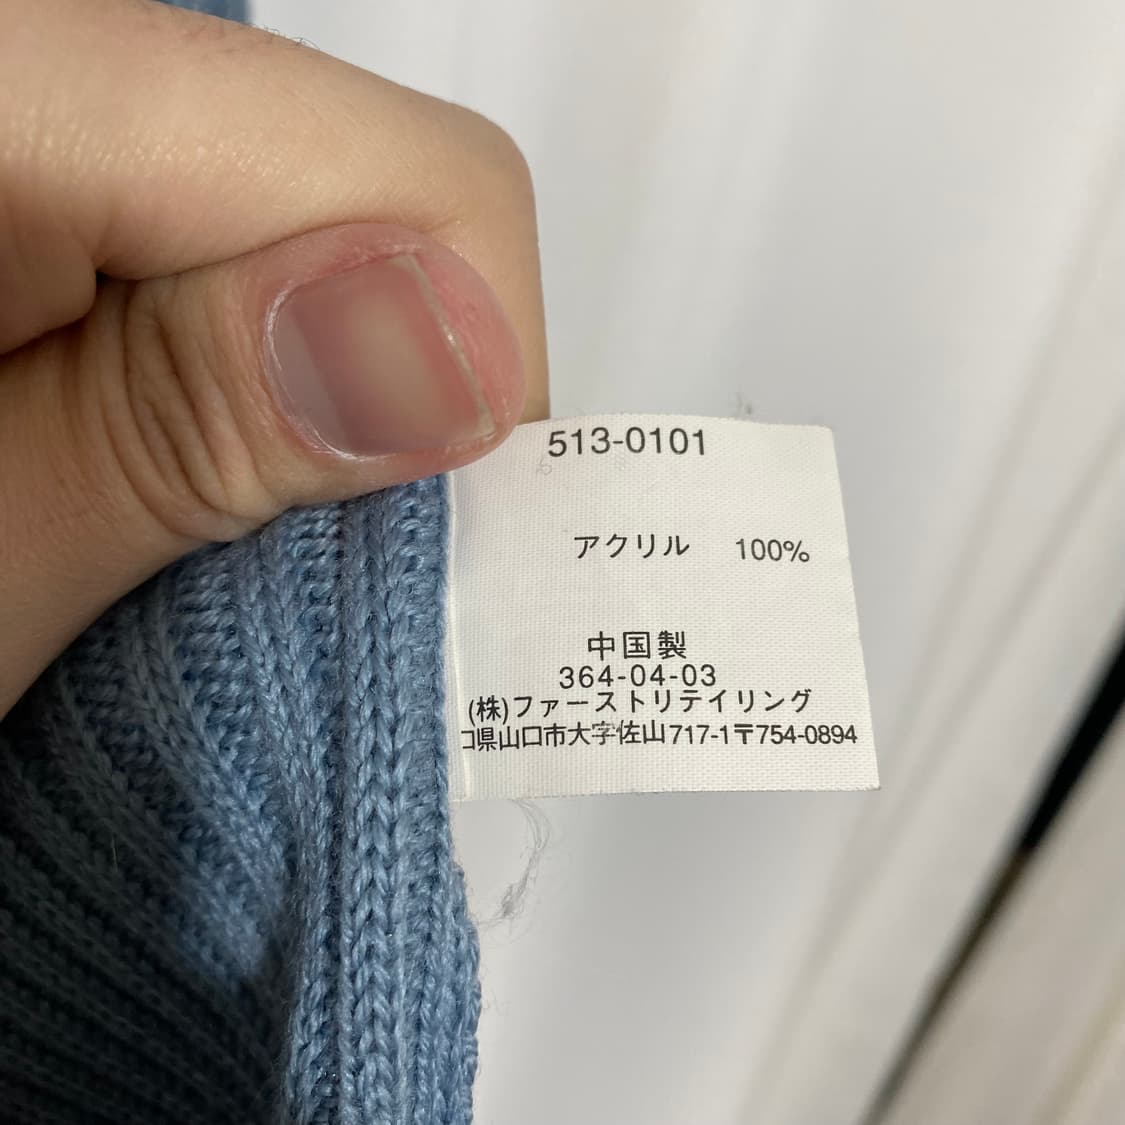 513-0101
アクリル 100%
中国製
364-04-03
(株)ファーストリテイリング
口県山口市大字佐山717-1〒754-0894